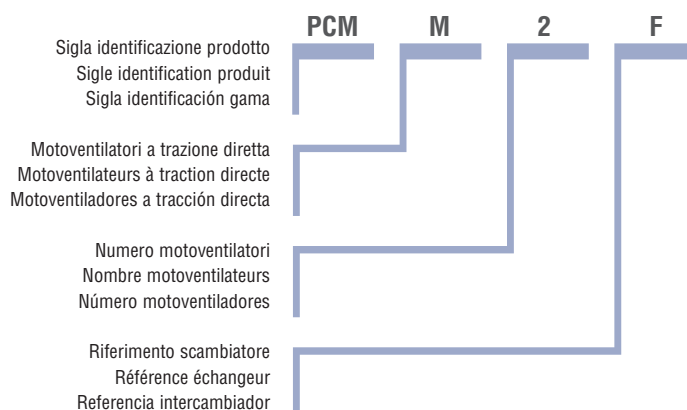 PCM M 2 F
Sigla identificazione prodotto
Sigle identification produit
Sigla identificación gama
Motoventilatori a trazione diretta
Motoventilateurs à traction directe
Motoventiladores a tracción directa
Numero motoventilatori
Nombre motoventilateurs
Número motoventiladores
Riferimento scambiatore
Référence échangeur
Referencia intercambiador